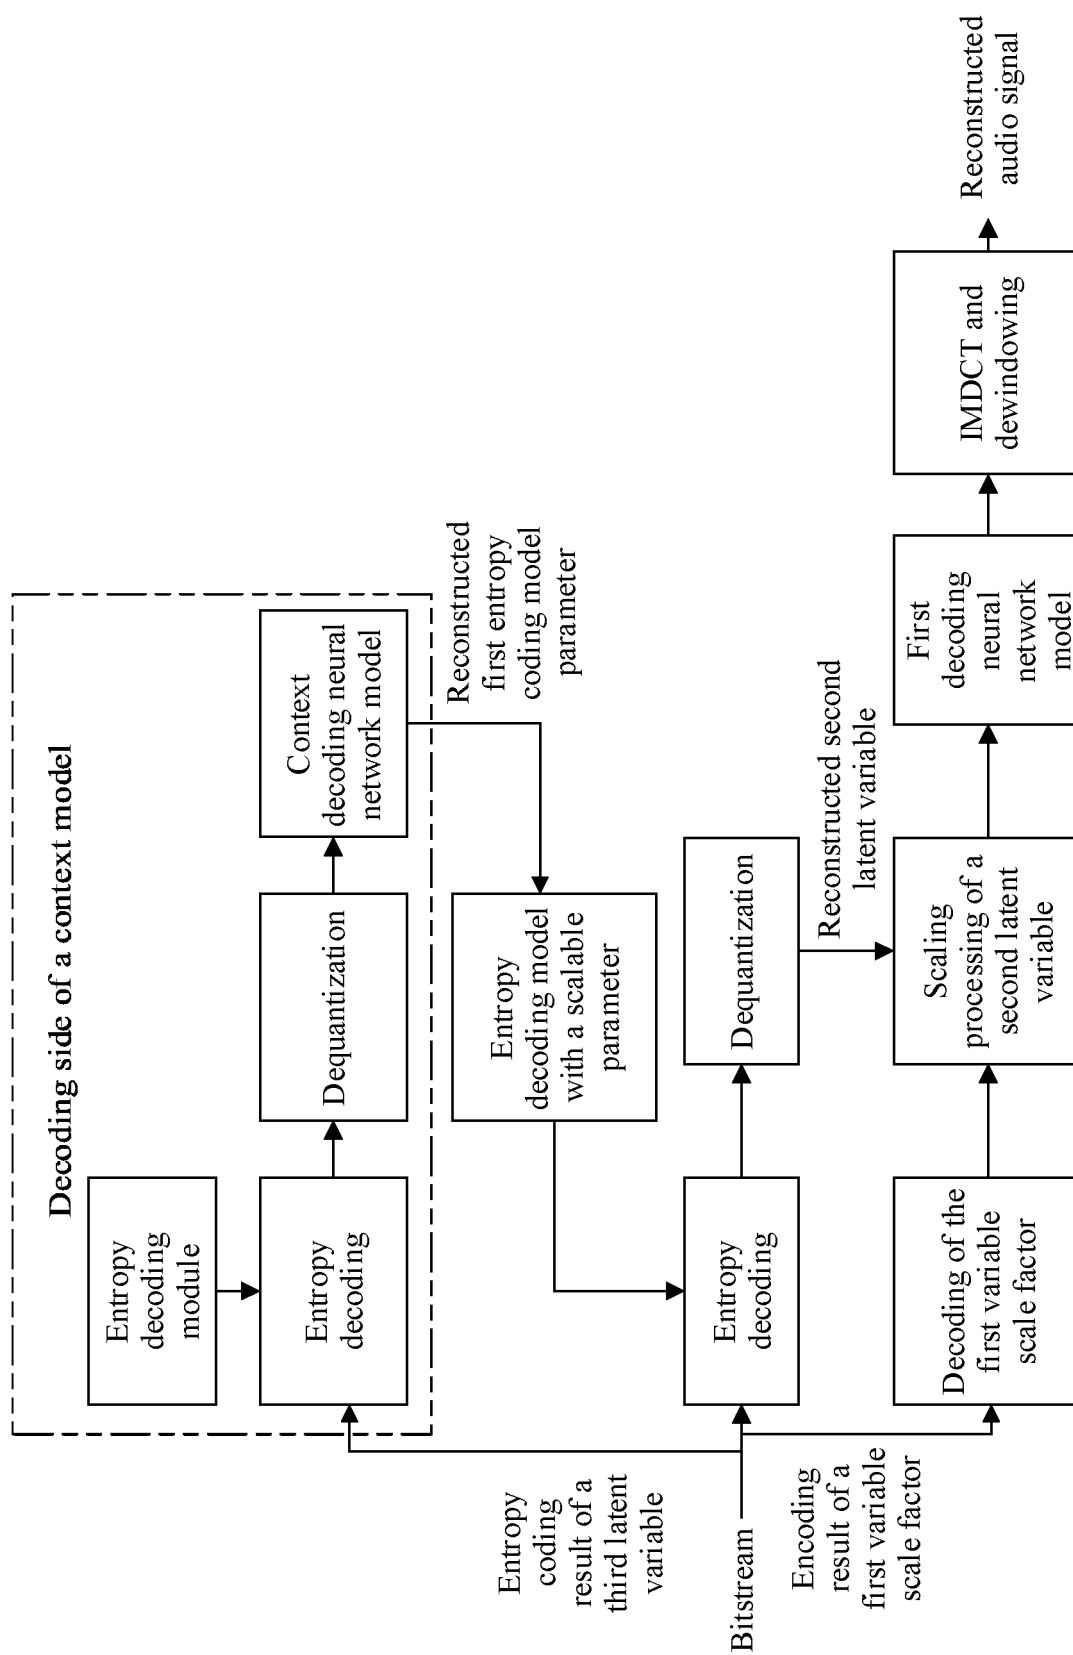 Decoding side of a context model
Entropy
decoding
module
Entropy
decoding
Dequantization
Context
decoding neural
network model
Reconstructed
first entropy
coding model
parameter
Entropy
decoding model
with a scalable
parameter
Entropy
coding
result of a
third latent
variable
Bitstream
Entropy
decoding
Dequantization
Reconstructed second
latent variable
Encoding
result of a
first variable
scale factor
Decoding of the
first variable
scale factor
Scaling
processing of a
second latent
variable
First
decoding
neural
network
model
IMDCT and
dewindowing
Reconstructed
audio signal